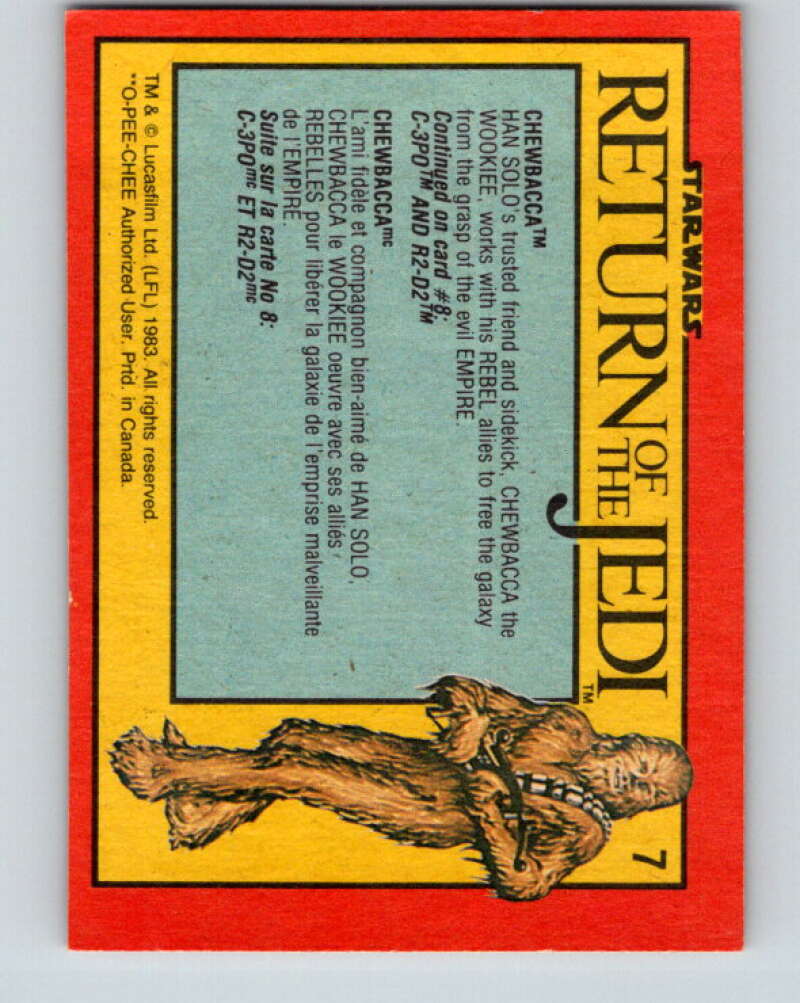 STAR WARS
RETURN OF THE JEDI™
7
CHEWBACCA™
HAN SOLO's trusted friend and sidekick, CHEWBACCA the
WOOKIEE, works with his REBEL allies to free the galaxy
from the grasp of the evil EMPIRE.
Continued on card #8:
C-3PO™ AND R2-D2™
CHEWBACCAmc
L'ami fidèle et compagnon bien-aimé de HAN SOLO,
CHEWBACCA le WOOKIEE oeuvre avec ses alliés
REBELLES pour libérer la galaxie de l'emprise malveillante
de l'EMPIRE.
Suite sur la carte No 8:
C-3POmc ET R2-D2mc
TM & © Lucasfilm Ltd. (LFL) 1983. All rights reserved.
**O-PEE-CHEE Authorized User. Prtd. in Canada.